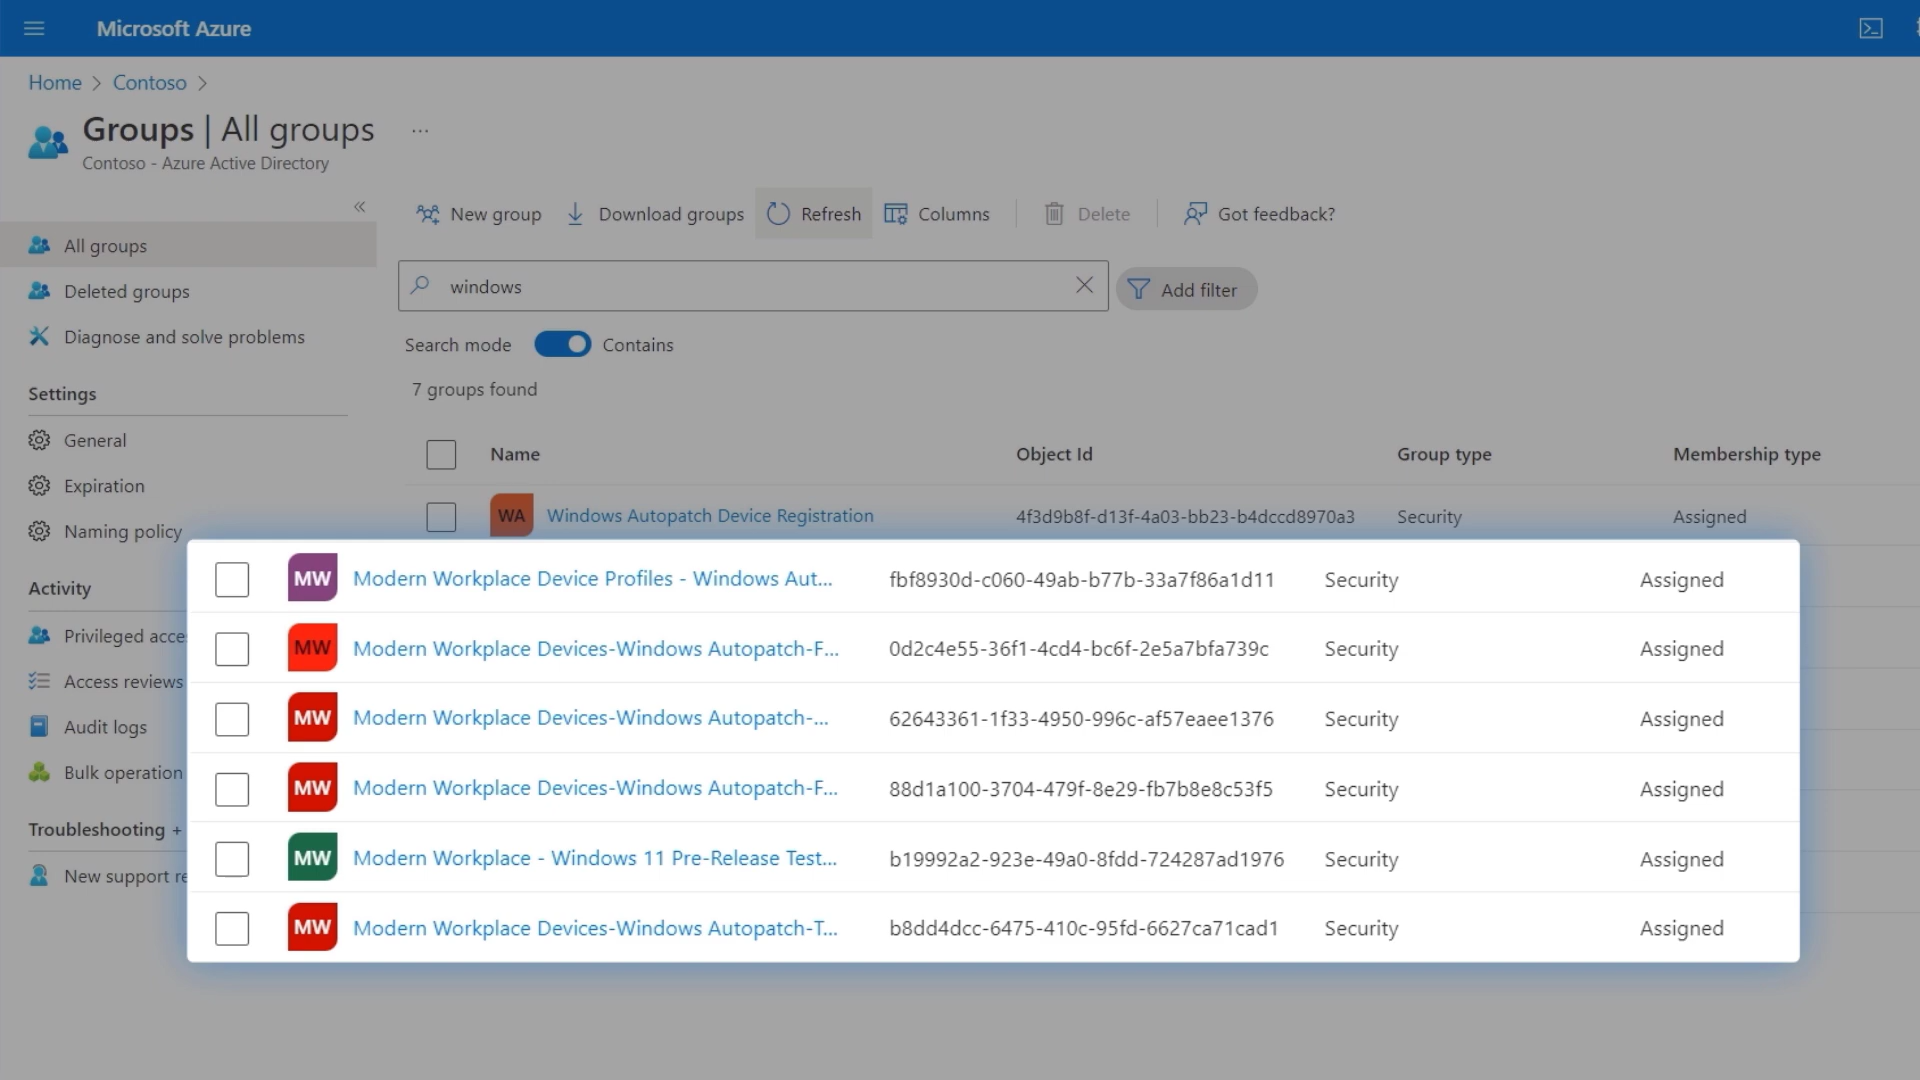 Microsoft Azure
Home > Contoso >
Groups | All groups ...
Contoso - Azure Active Directory
«
New group
Download groups
Refresh
Columns
Delete
Got feedback?
All groups
Deleted groups
Diagnose and solve problems
Settings
General
Expiration
Naming policy
Activity
Privileged acce
Access reviews
Audit logs
Bulk operation
Troubleshooting +
New support re
windows
Add filter
Search mode Contains
7 groups found
Name Object Id Group type Membership type
WA Windows Autopatch Device Registration 4f3d9b8f-d13f-4a03-bb23-b4dccd8970a3 Security Assigned
MW Modern Workplace Device Profiles - Windows Aut... fbf8930d-c060-49ab-b77b-33a7f86a1d11 Security Assigned
MW Modern Workplace Devices-Windows Autopatch-F... 0d2c4e55-36f1-4cd4-bc6f-2e5a7bfa739c Security Assigned
MW Modern Workplace Devices-Windows Autopatch-... 62643361-1f33-4950-996c-af57eaee1376 Security Assigned
MW Modern Workplace Devices-Windows Autopatch-F... 88d1a100-3704-479f-8e29-fb7b8e8c53f5 Security Assigned
MW Modern Workplace - Windows 11 Pre-Release Test... b19992a2-923e-49a0-8fdd-724287ad1976 Security Assigned
MW Modern Workplace Devices-Windows Autopatch-T... b8dd4dcc-6475-410c-95fd-6627ca71cad1 Security Assigned